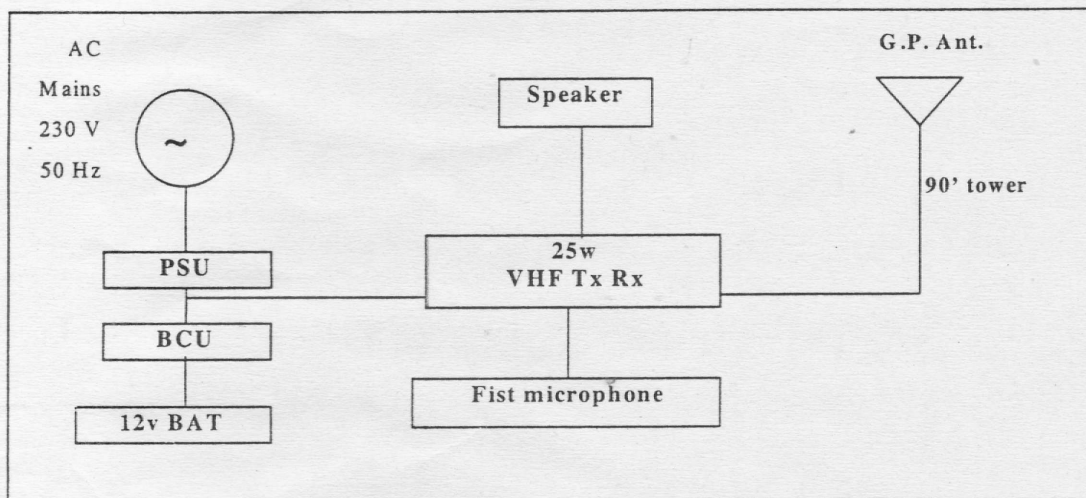 AC
Mains
230 V
50 Hz
~
PSU
BCU
12v BAT
Speaker
25w
VHF Tx Rx
Fist microphone
G.P. Ant.
90' tower